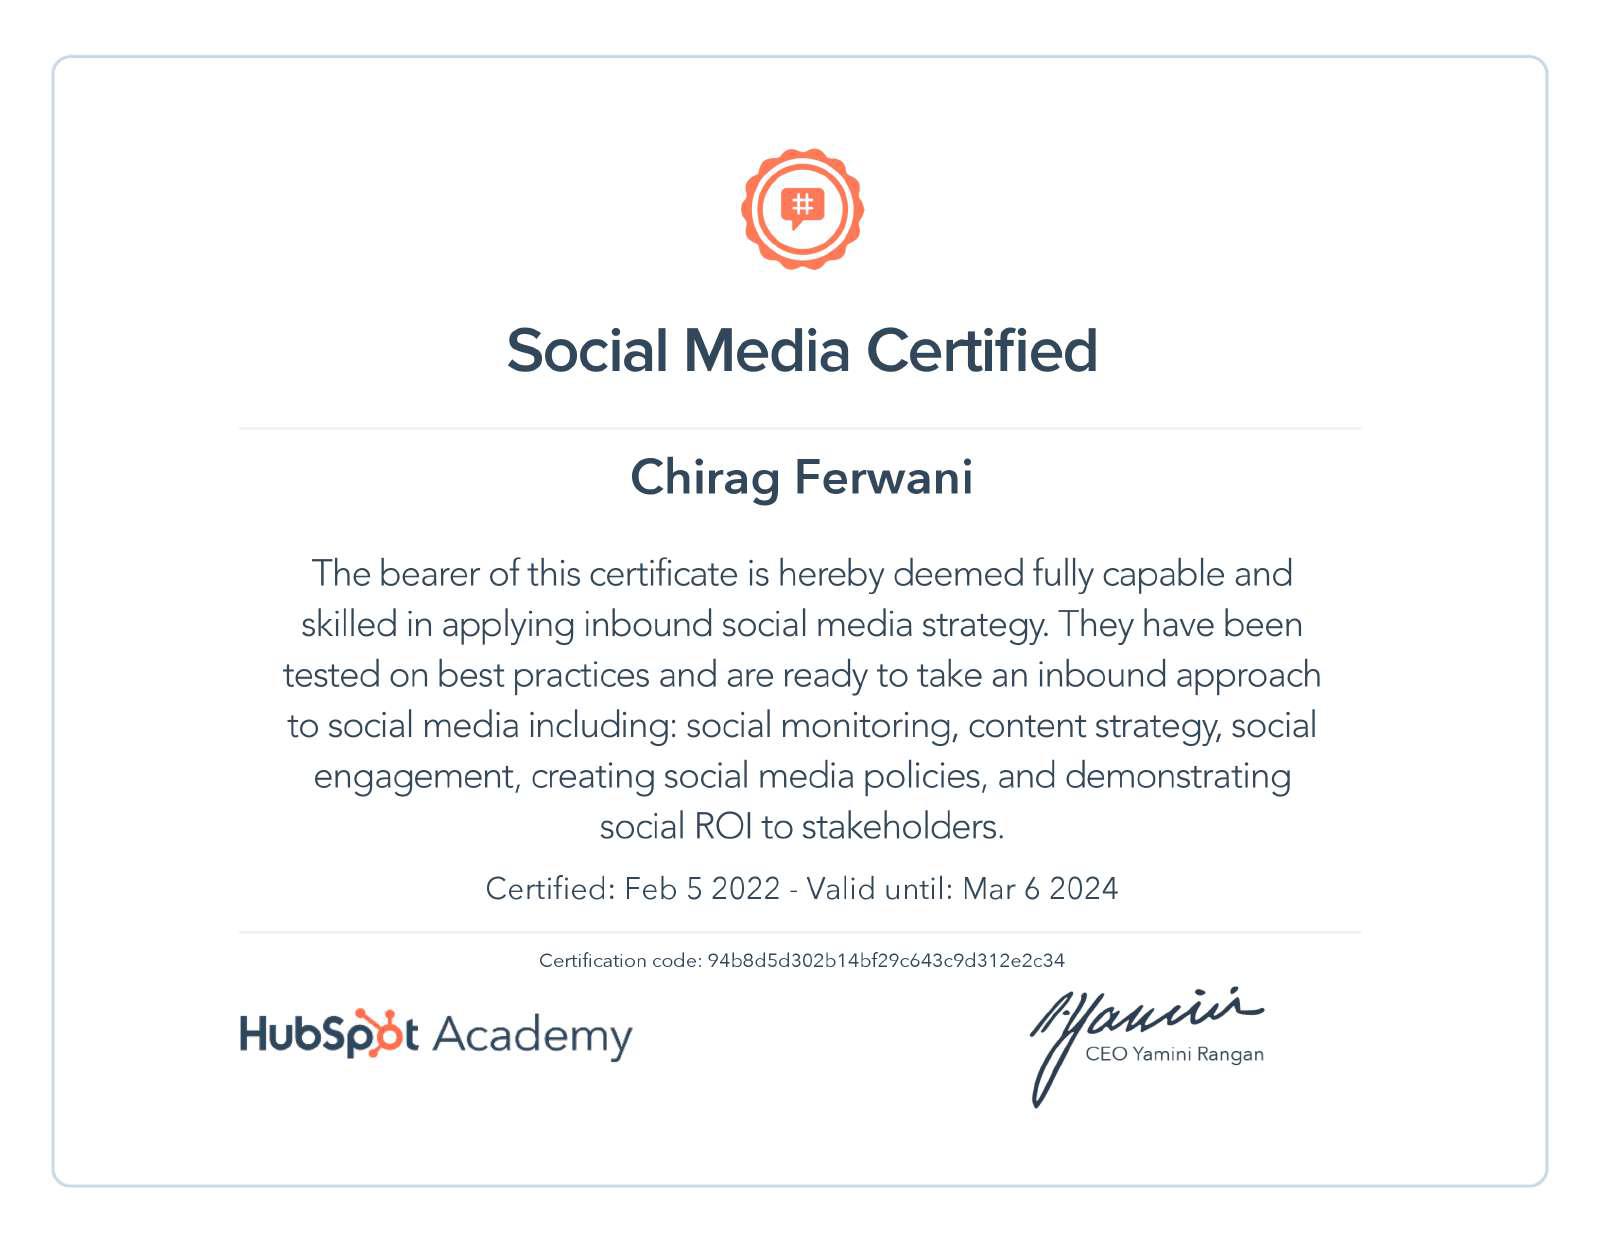 #
Social Media Certified
Chirag Ferwani
The bearer of this certificate is hereby deemed fully capable and
skilled in applying inbound social media strategy. They have been
tested on best practices and are ready to take an inbound approach
to social media including: social monitoring, content strategy, social
engagement, creating social media policies, and demonstrating
social ROI to stakeholders.
Certified: Feb 5 2022 - Valid until: Mar 6 2024
Certification code: 94b8d5d302b14bf29c643c9d312e2c34
HubSpot Academy
CEO Yamini Rangan